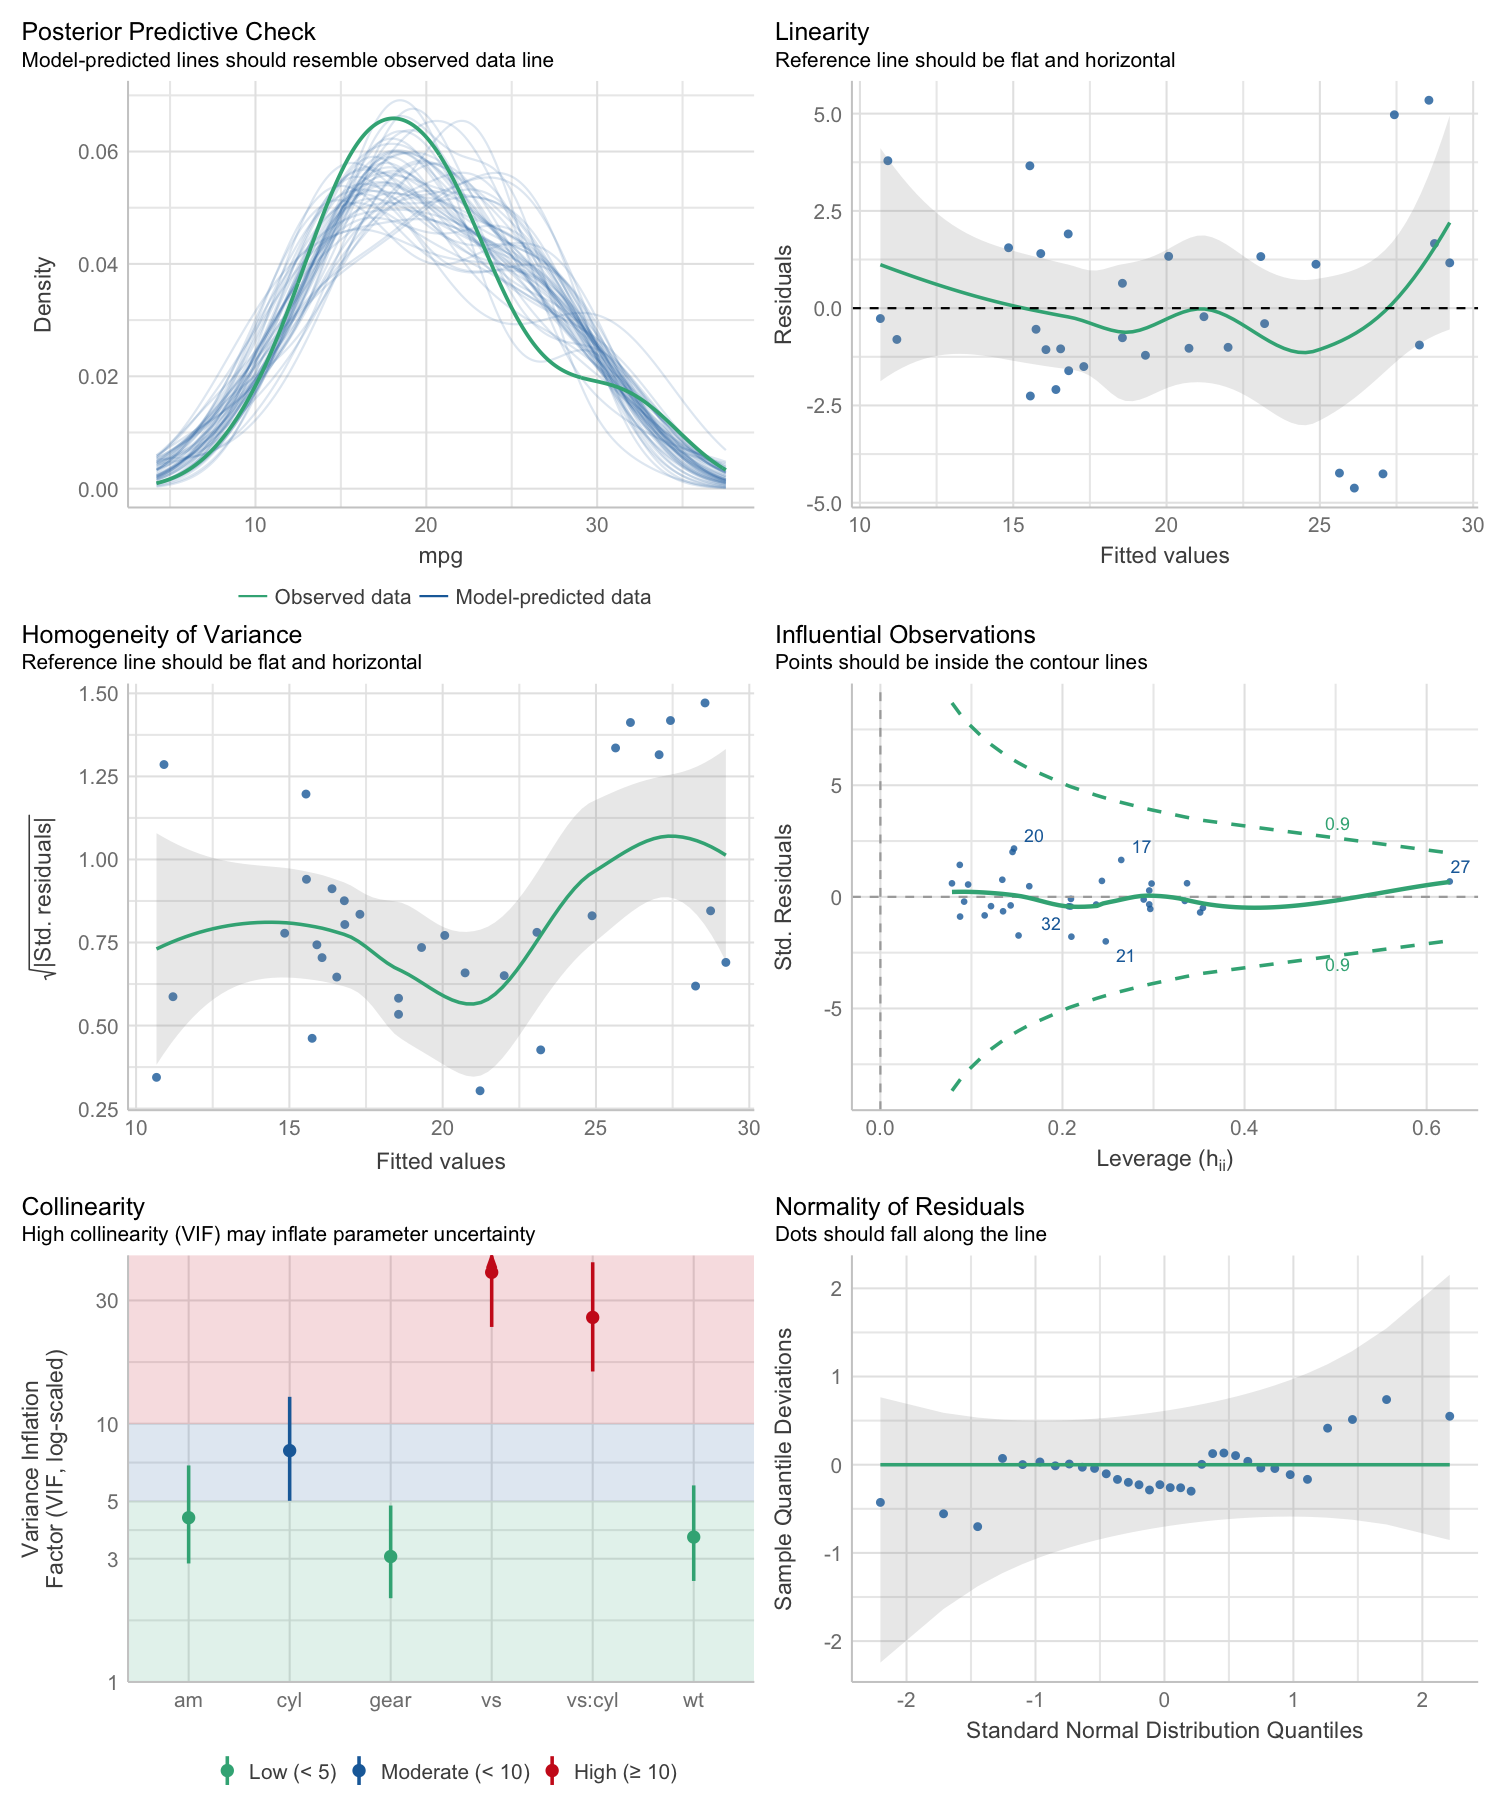 Posterior Predictive Check
Model-predicted lines should resemble observed data line
Density
0.06
0.04
0.02
0.00
10 20 30
mpg
Observed data Model-predicted data
Linearity
Reference line should be flat and horizontal
Residuals
5.0
2.5
0.0
-2.5
-5.0
10 15 20 25 30
Fitted values
Homogeneity of Variance
Reference line should be flat and horizontal
√|Std. residuals|
1.50
1.25
1.00
0.75
0.50
0.25
10 15 20 25 30
Fitted values
Influential Observations
Points should be inside the contour lines
Std. Residuals
5
0
-5
0.9
20
17
27
32
21
0.9
0.0 0.2 0.4 0.6
Leverage (hii)
Collinearity
High collinearity (VIF) may inflate parameter uncertainty
Variance Inflation
Factor (VIF, log-scaled)
30
10
5
3
1
am cyl gear vs vs:cyl wt
Low (< 5) Moderate (< 10) High (≥ 10)
Normality of Residuals
Dots should fall along the line
Sample Quantile Deviations
2
1
0
-1
-2
-2 -1 0 1 2
Standard Normal Distribution Quantiles